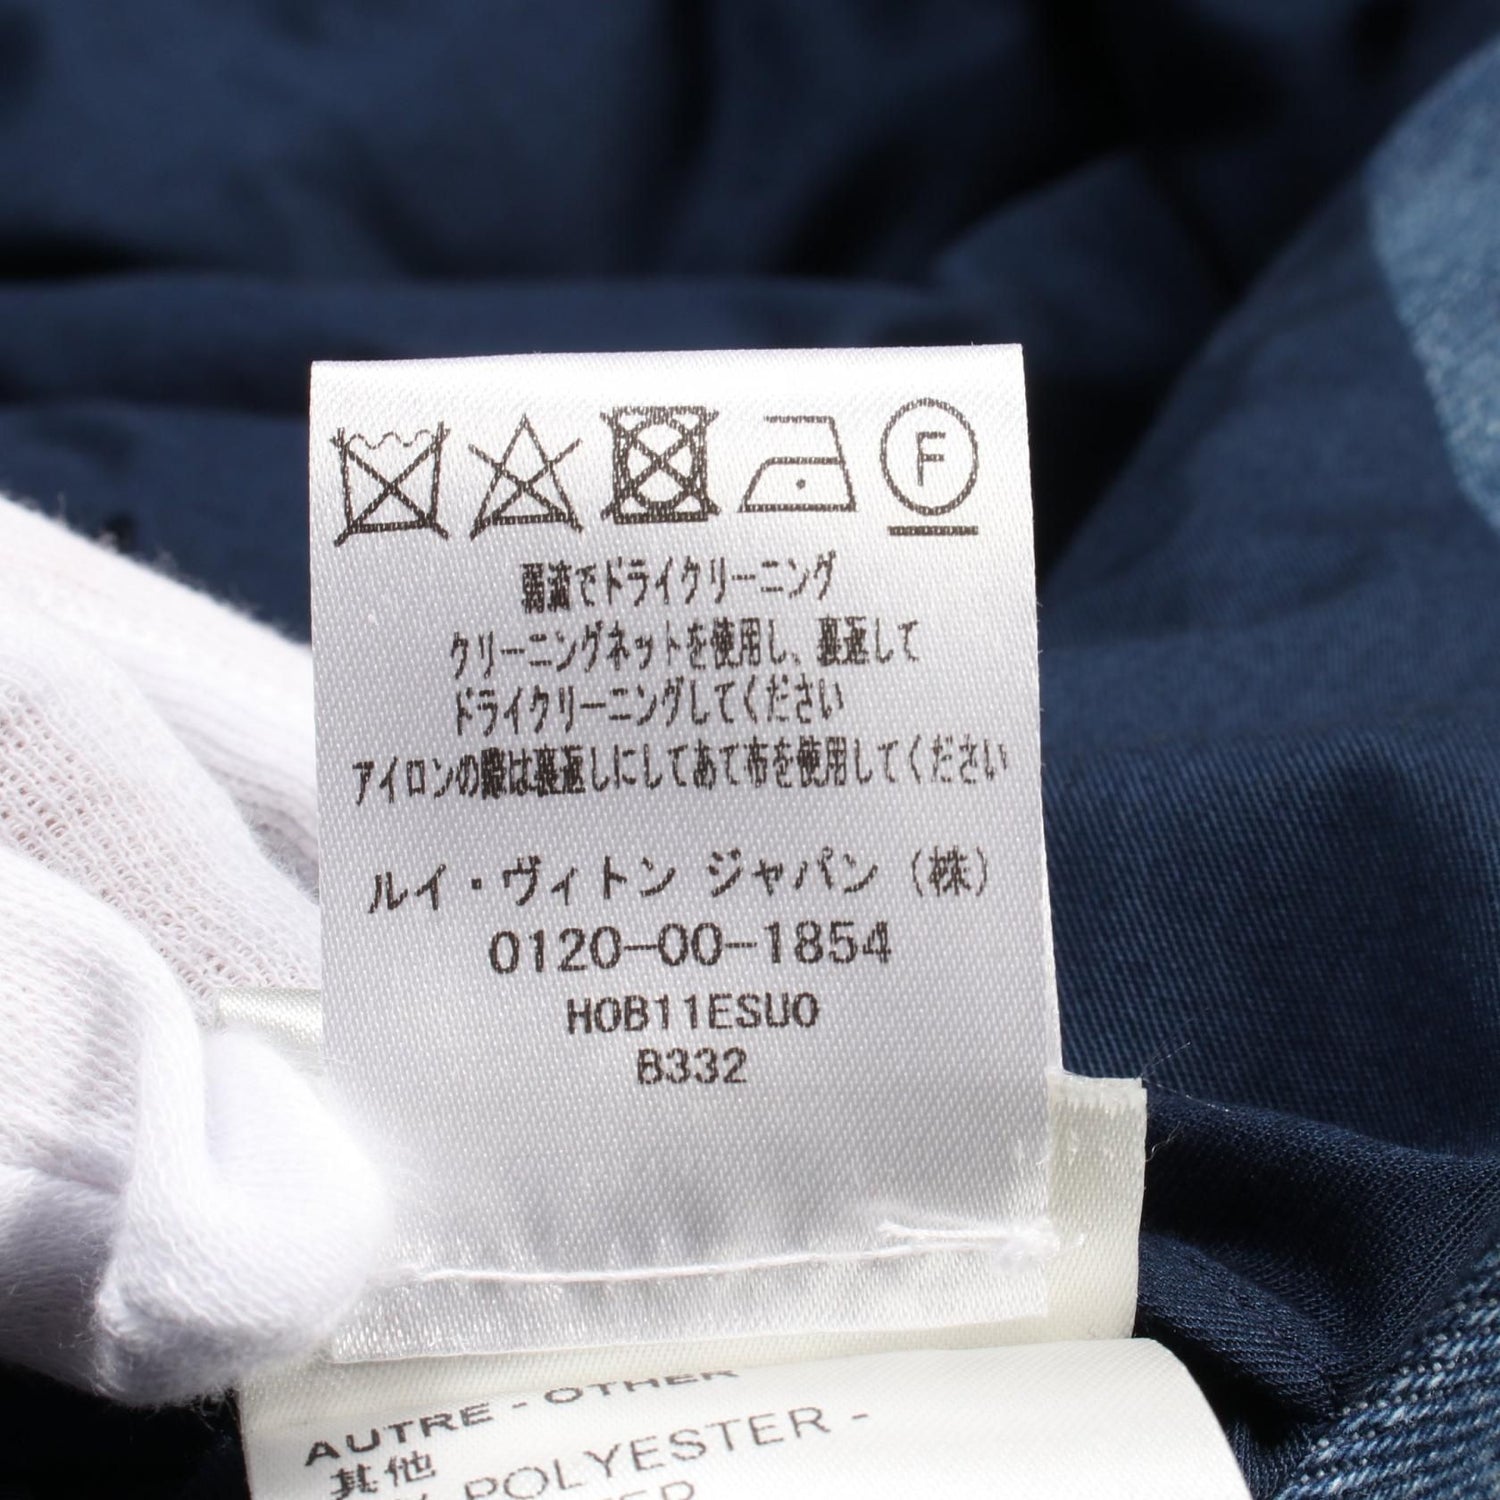 F
弱滴でドライクリーニング
クリーニングネットを使用し、裏返して
ドライクリーニングしてください
アイロンの際は裏返しにしてあて布を使用してください
ルイ・ヴィトン ジャパン (株)
0120-00-1854
H0B11ESUO
B332
AUTRE - OTHER
其他
POLYESTER -